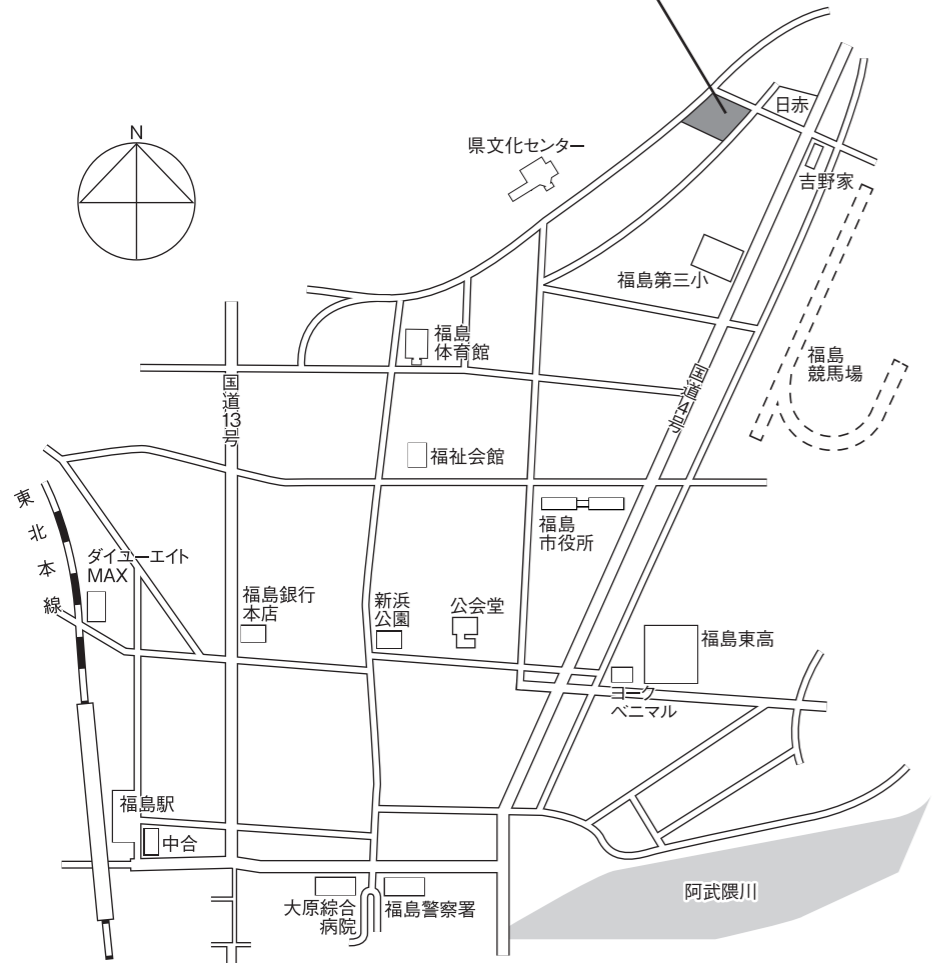 日赤
県文化センター
N
吉野家
福島第三小
福島
体育館
福島
競馬場
国道13号
国道4号
福祉会館
東北本線
福島
市役所
ダイユーエイト
MAX
福島銀行
本店
新浜
公園
公会堂
福島東高
ヨーク
ベニマル
福島駅
中合
阿武隈川
大原綜合
病院
福島警察署